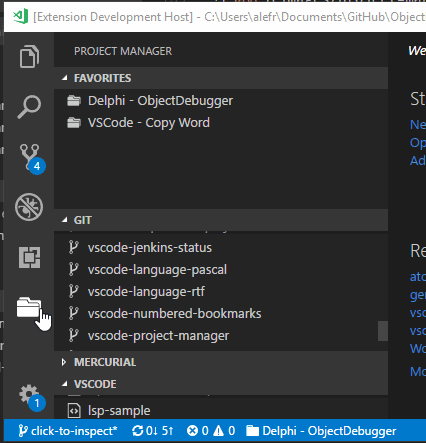 [Extension Development Host] - C:\Users\alefr\Documents\GitHub\Object
PROJECT MANAGER
We
FAVORITES
Delphi - ObjectDebugger
VSCode - Copy Word
St
Ne
Op
Ad
4
GIT
vscode-jenkins-status
vscode-language-pascal
vscode-language-rtf
vscode-numbered-bookmarks
vscode-project-manager
Re
ato
ge
vsc
vsc
Wo
Mo
MERCURIAL
VSCODE
lsp-sample
1
click-to-inspect* 0↓ 5↑ 0 0 Delphi - ObjectDebugger